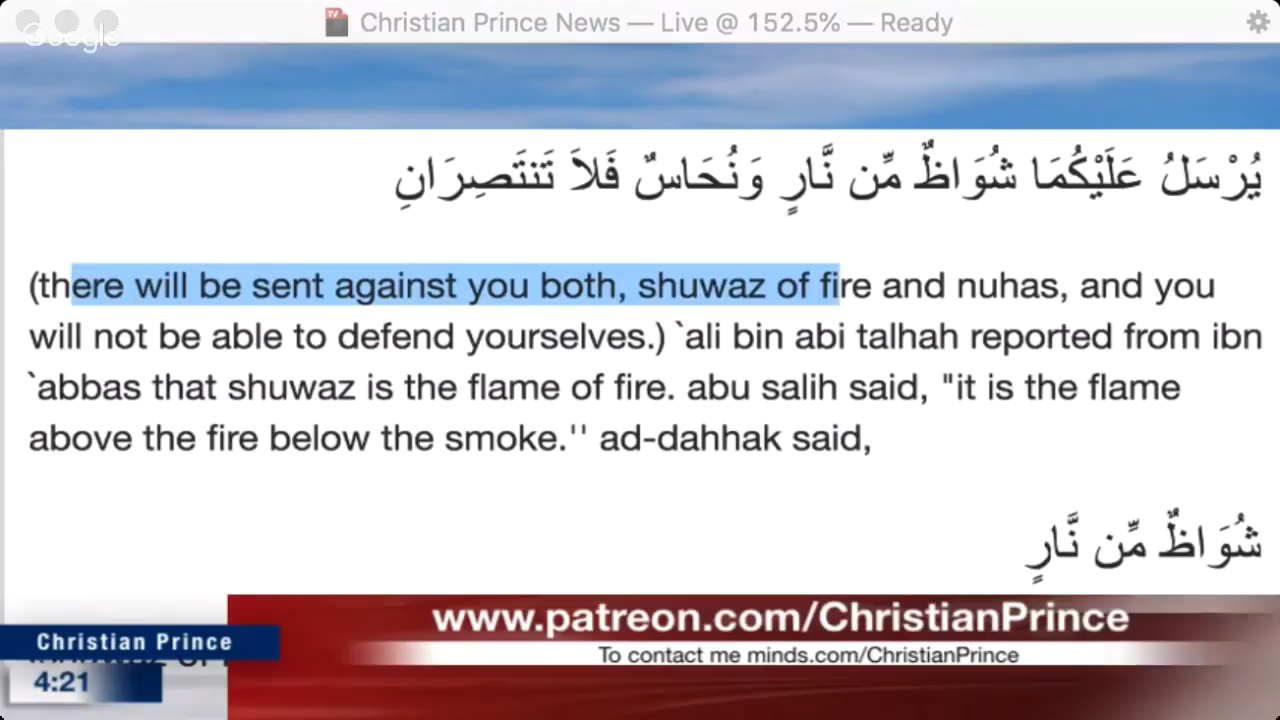 Christian Prince News — Live @ 152.5% — Ready
Google
يُرْسَلُ عَلَيْكُمَا شُوَاظٌ مِّن نَّارٍ وَنُحَاسٌ فَلاَ تَنتَصِرَانِ
(there will be sent against you both, shuwaz of fire and nuhas, and you
will not be able to defend yourselves.) `ali bin abi talhah reported from ibn
`abbas that shuwaz is the flame of fire. abu salih said, "it is the flame
above the fire below the smoke.'' ad-dahhak said,
شُوَاظٌ مِّن نَّارٍ
www.patreon.com/ChristianPrince
Christian Prince
To contact me minds.com/ChristianPrince
4:21